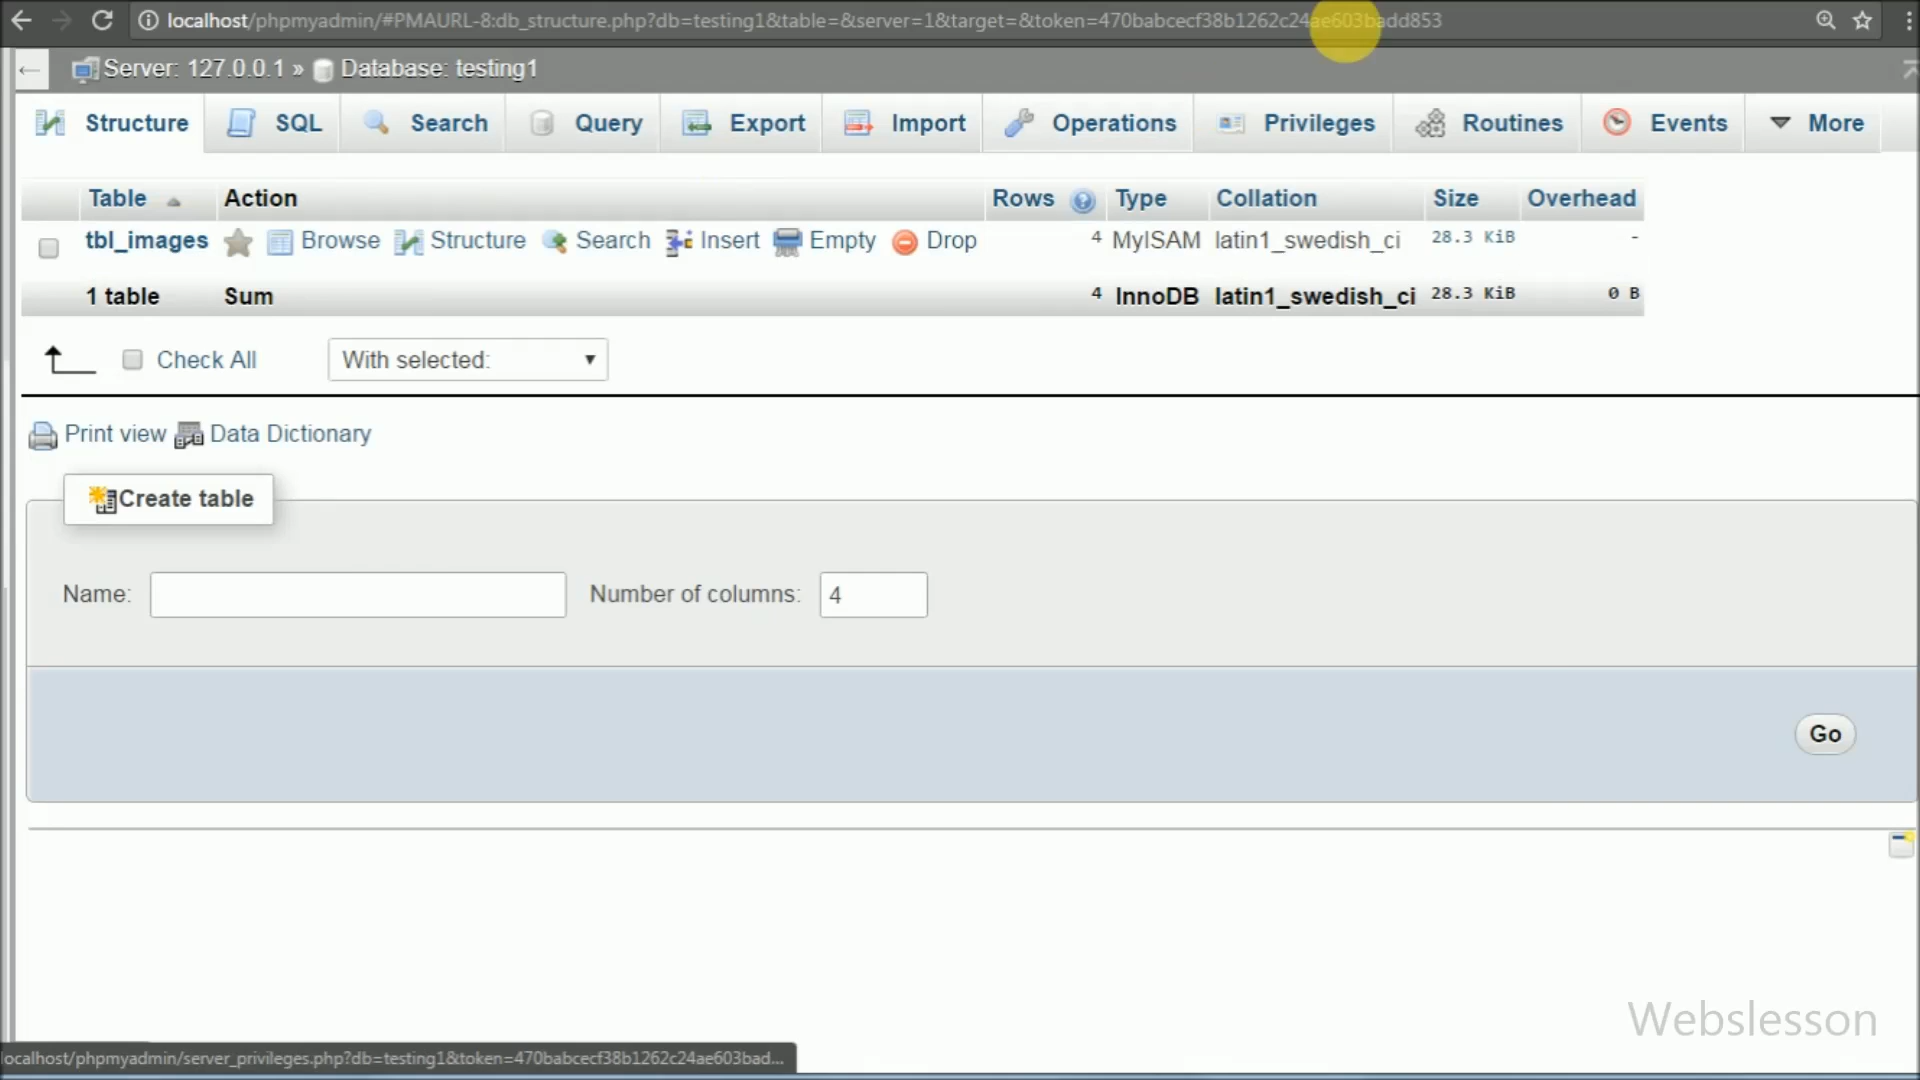 localhost/phpmyadmin/#PMAURL-8:db_structure.php?db=testing1&table=&server=1&target=&token=470babcecf38b1262c24ae603badd853
Server: 127.0.0.1 » Database: testing1
Structure SQL Search Query Export Import Operations Privileges Routines Events More
Table Action Rows Type Collation Size Overhead
tbl_images Browse Structure Search Insert Empty Drop 4 MyISAM latin1_swedish_ci 28.3 KiB -
1 table Sum 4 InnoDB latin1_swedish_ci 28.3 KiB 0 B
Check All With selected:
Print view Data Dictionary
Create table
Name: Number of columns: 4
Go
Webslesson
localhost/phpmyadmin/server_privileges.php?db=testing1&token=470babcecf38b1262c24ae603bad...